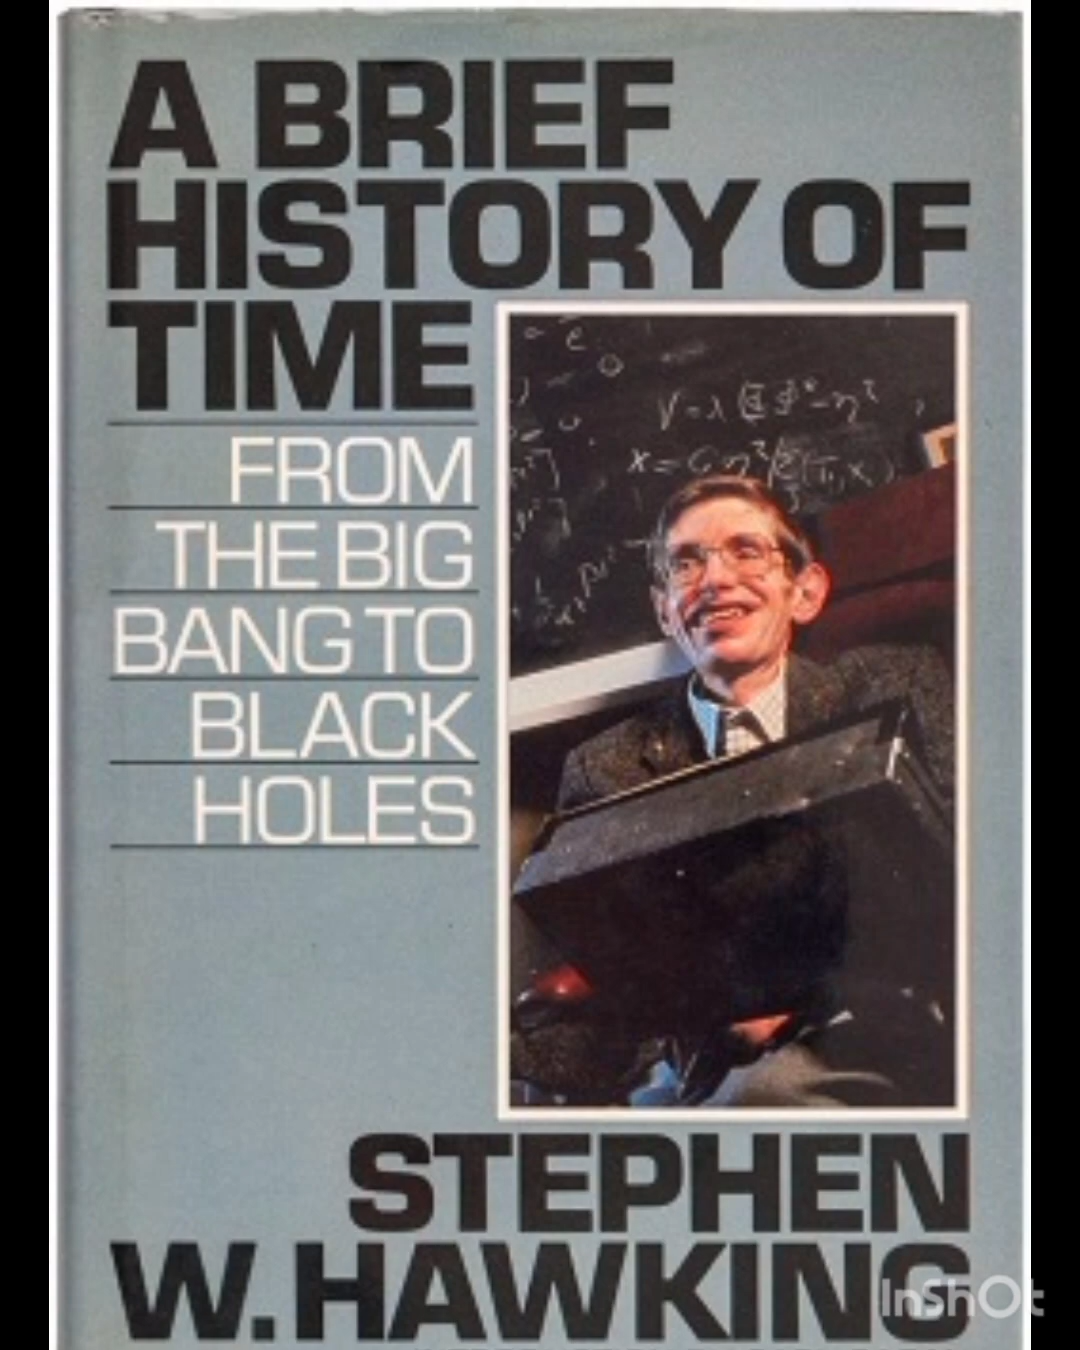 A BRIEF
HISTORY OF
TIME
FROM
THE BIG
BANG TO
BLACK
HOLES
STEPHEN
W. HAWKING
InShOt